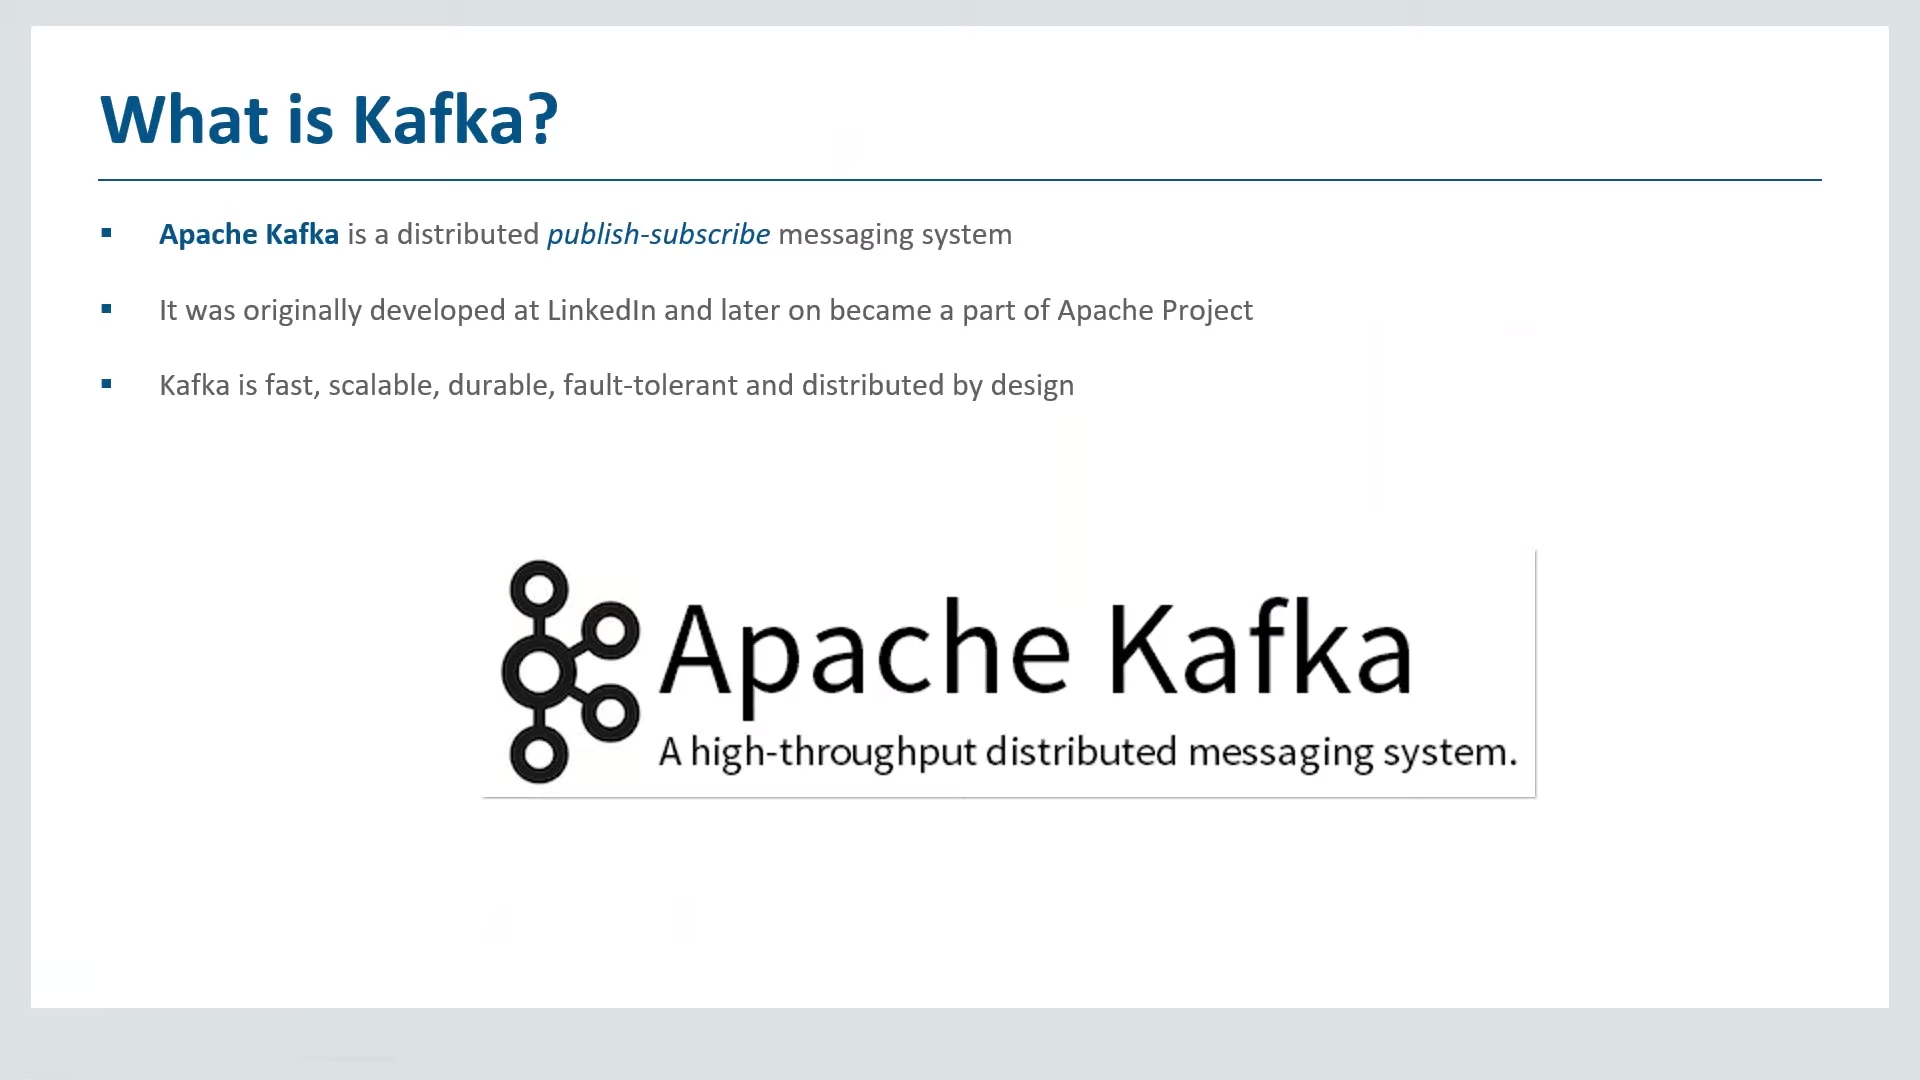 What is Kafka?
▪ Apache Kafka is a distributed publish-subscribe messaging system
▪ It was originally developed at LinkedIn and later on became a part of Apache Project
▪ Kafka is fast, scalable, durable, fault-tolerant and distributed by design
Apache Kafka
A high-throughput distributed messaging system.